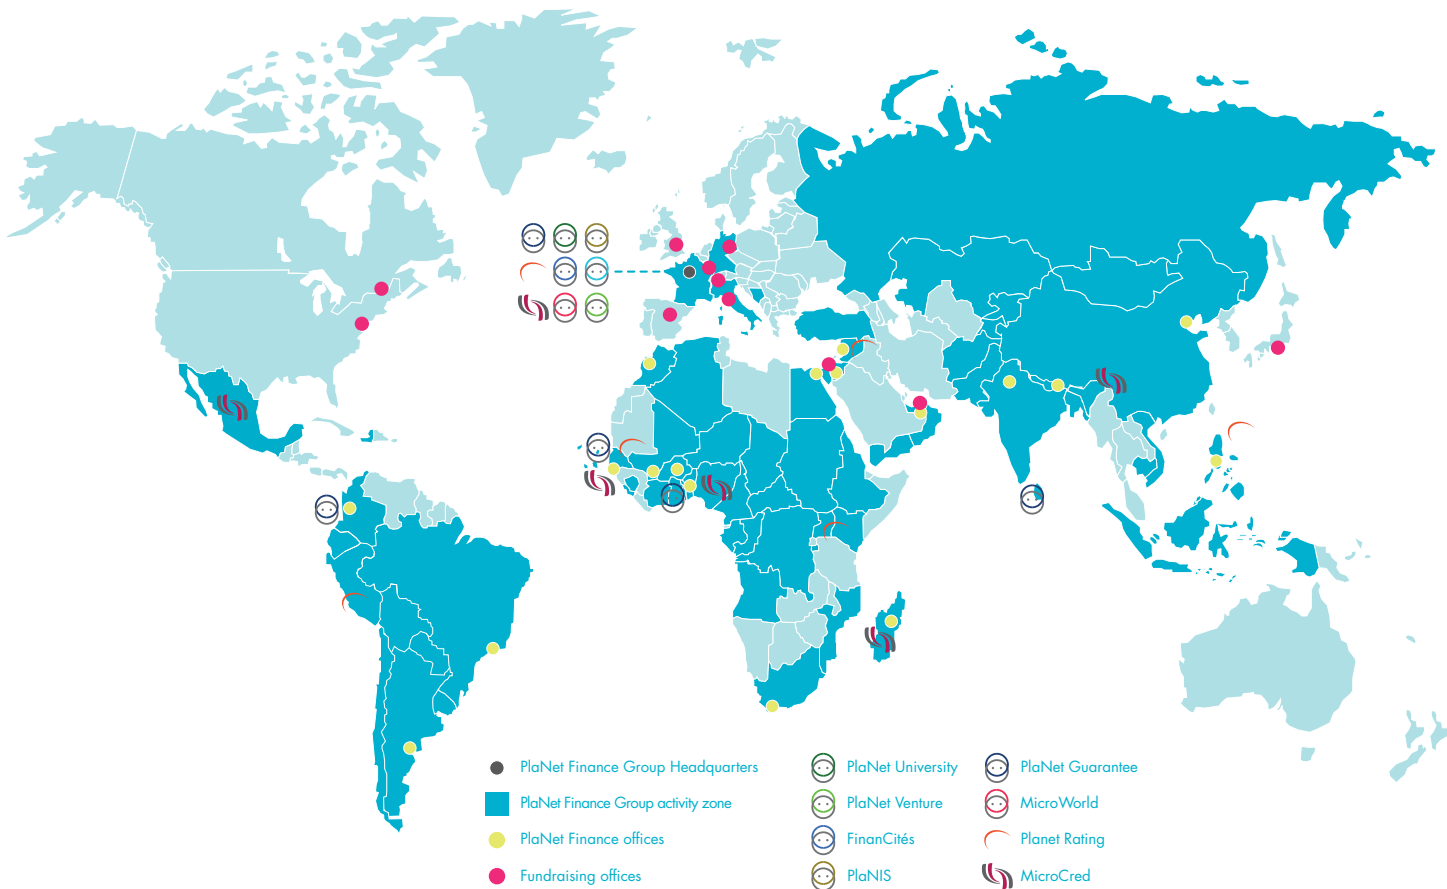 PlaNet Finance Group Headquarters
PlaNet Finance Group activity zone
PlaNet Finance offices
Fundraising offices
PlaNet University
PlaNet Venture
FinanCités
PlaNIS
PlaNet Guarantee
MicroWorld
Planet Rating
MicroCred